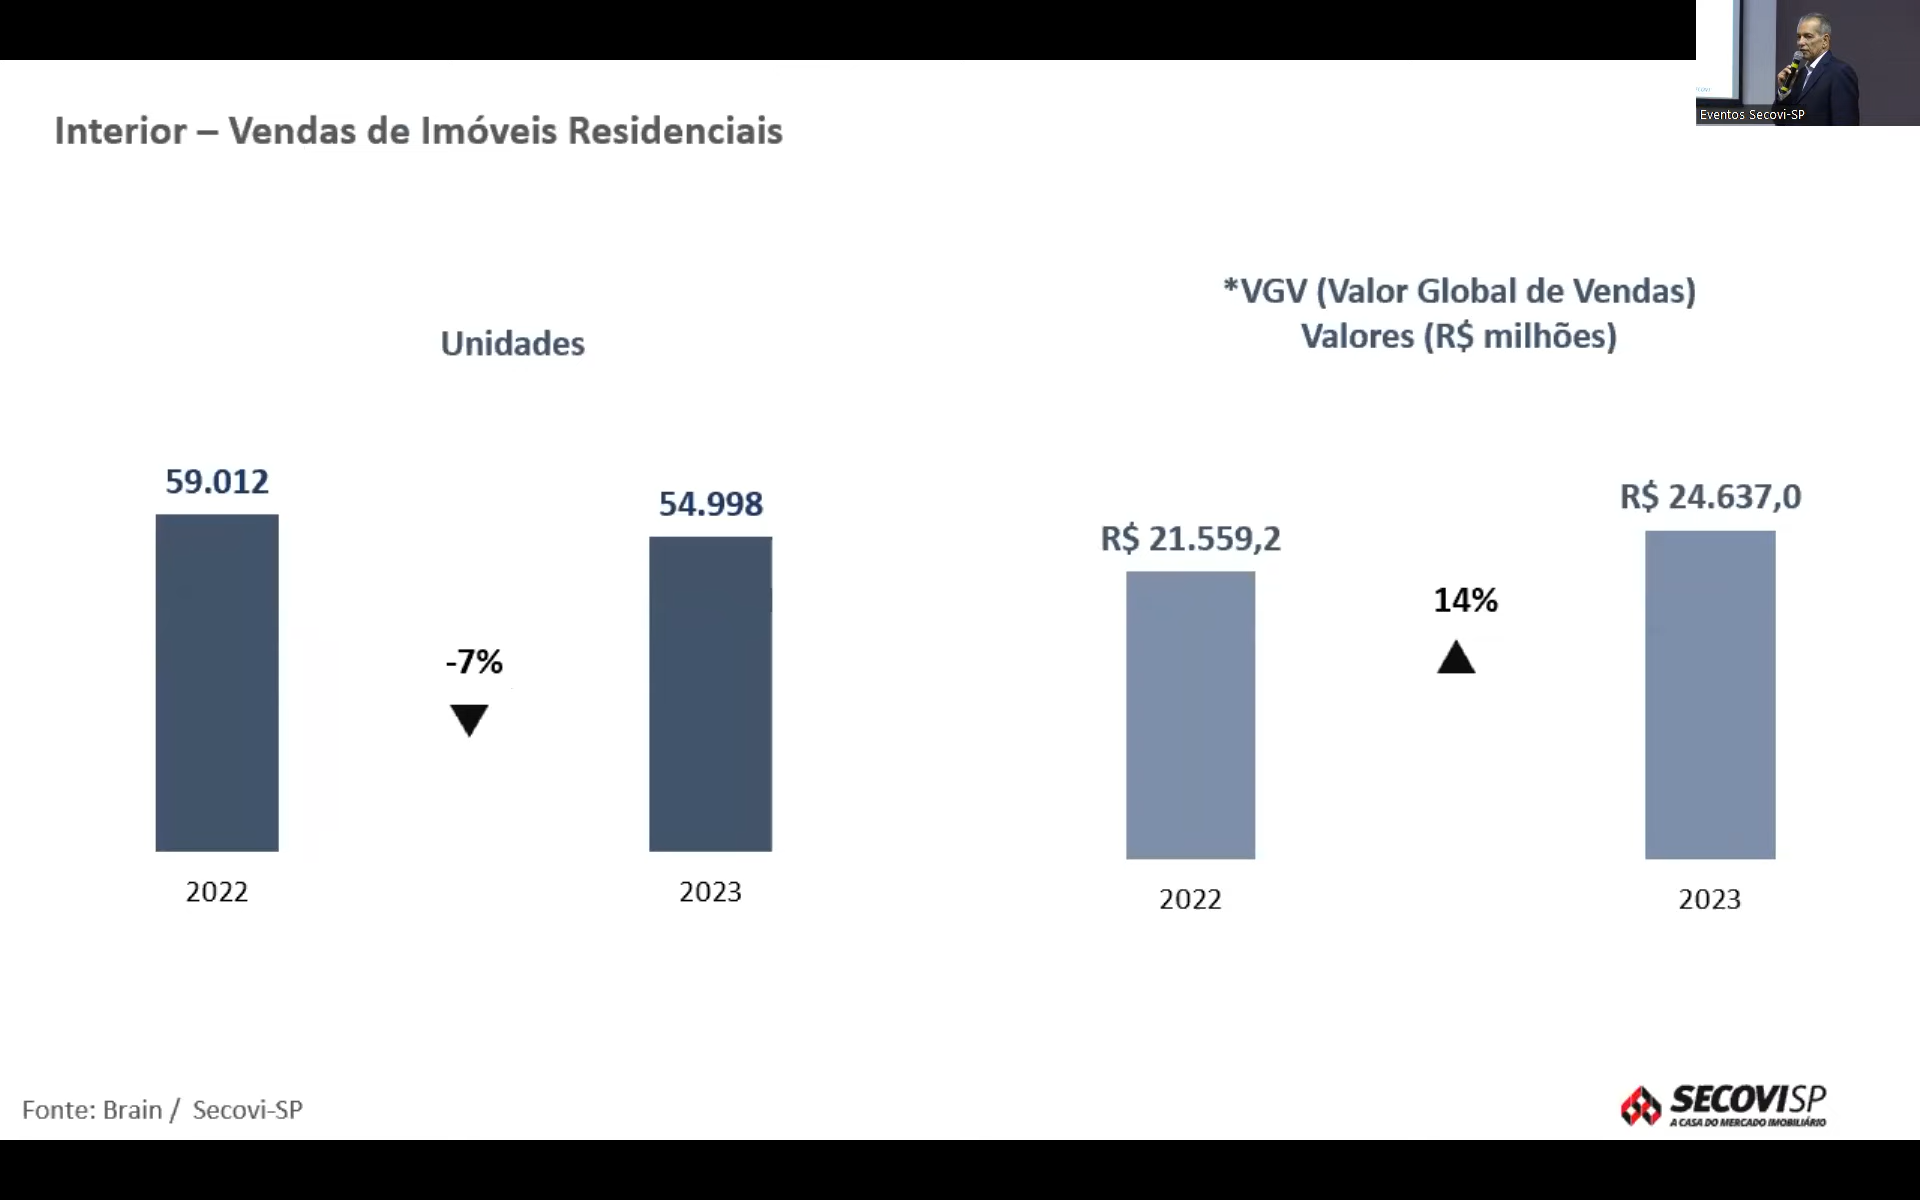 Eventos Secovi-SP
Interior – Vendas de Imóveis Residenciais
Unidades
59.012
54.998
-7%
2022
2023
*VGV (Valor Global de Vendas)
Valores (R$ milhões)
R$ 21.559,2
R$ 24.637,0
14%
2022
2023
Fonte: Brain / Secovi-SP
SECOVISP
A CASA DO MERCADO IMOBILIÁRIO